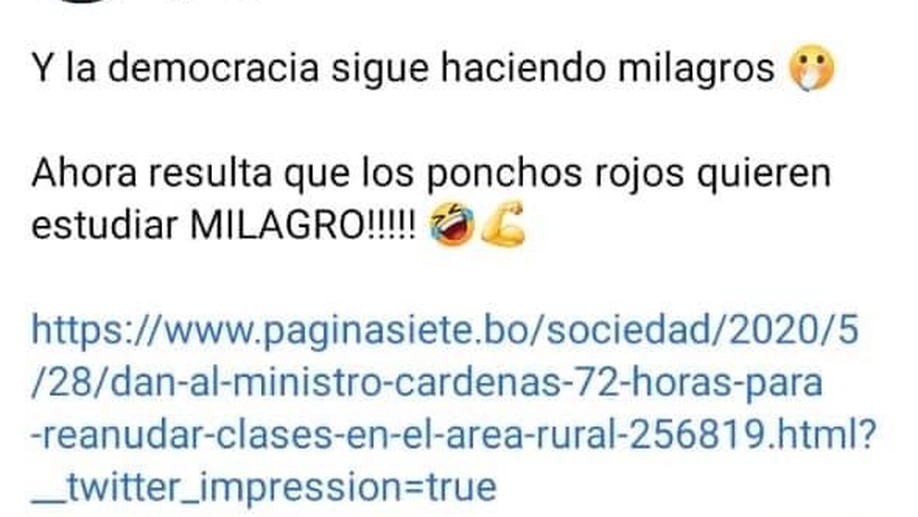 Y la democracia sigue haciendo milagros 🫢
Ahora resulta que los ponchos rojos quieren
estudiar MILAGRO!!!!! 🤣💪
https://www.paginasiete.bo/sociedad/2020/5
/28/dan-al-ministro-cardenas-72-horas-para
-reanudar-clases-en-el-area-rural-256819.html?
__twitter_impression=true